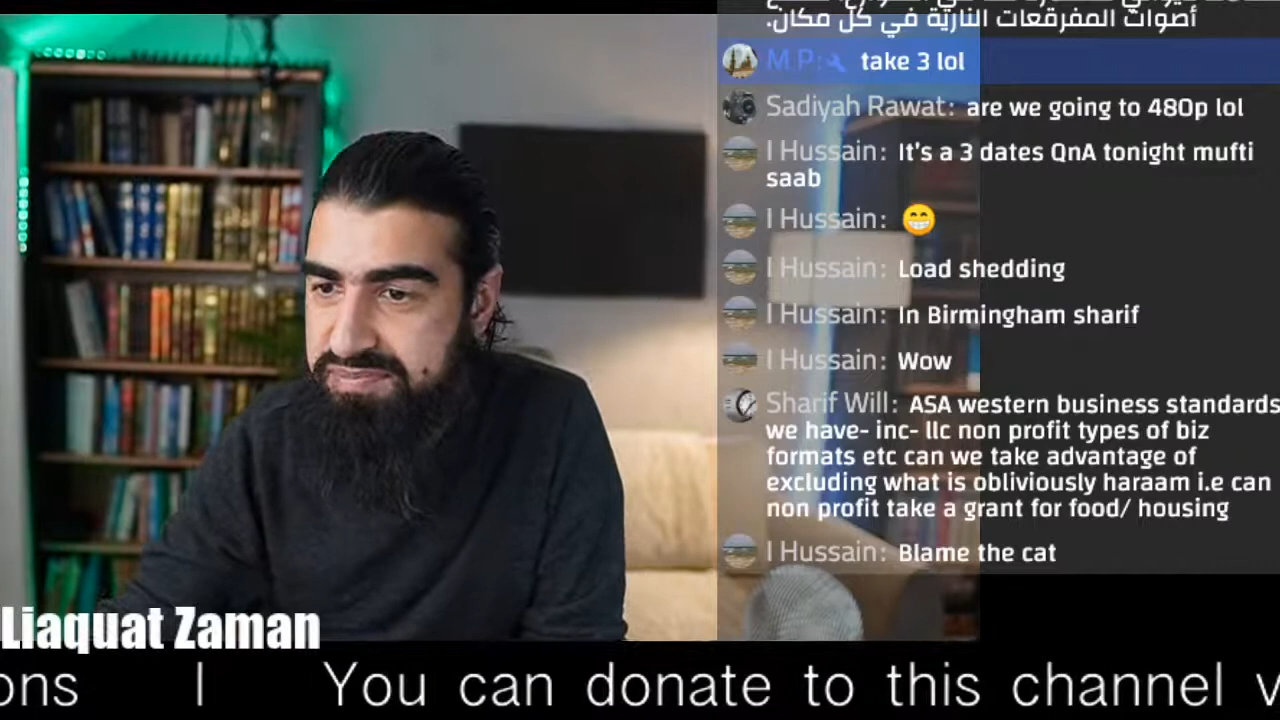 أصوات المفرقعات النارية في كل مكان.
M.P: take 3 lol
Sadiyah Rawat: are we going to 480p lol
I Hussain: It's a 3 dates QnA tonight mufti
saab
I Hussain: 😁
I Hussain: Load shedding
I Hussain: In Birmingham sharif
I Hussain: Wow
Sharif Will: ASA western business standards
we have- inc- llc non profit types of biz
formats etc can we take advantage of
excluding what is obliviously haraam i.e can
non profit take a grant for food/ housing
I Hussain: Blame the cat
Liaquat Zaman
ons | You can donate to this channel v